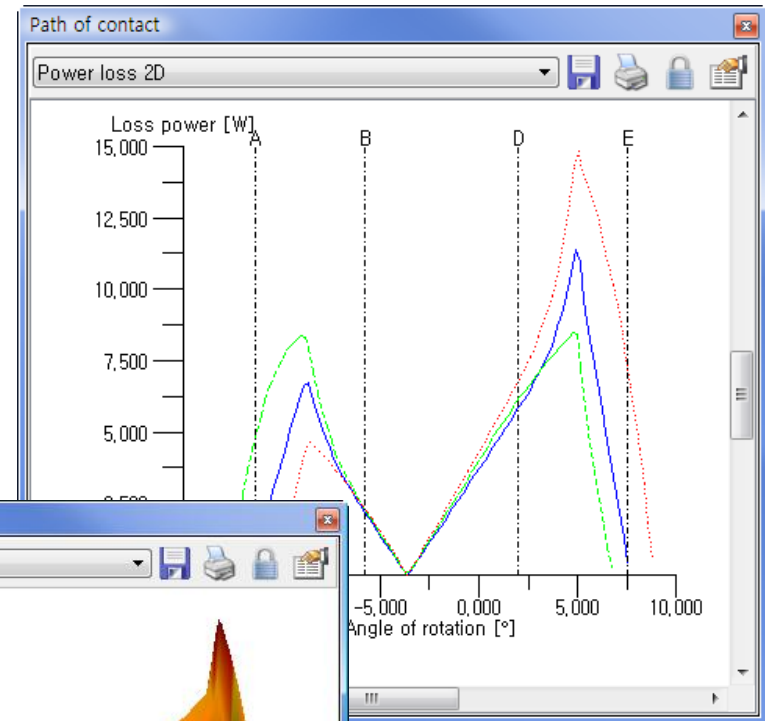 Path of contact
Power loss 2D
Loss power [W]
A B D E
15,000
12,500
10,000
7,500
5,000
-5,000 0,000 5,000 10,000
Angle of rotation [°]